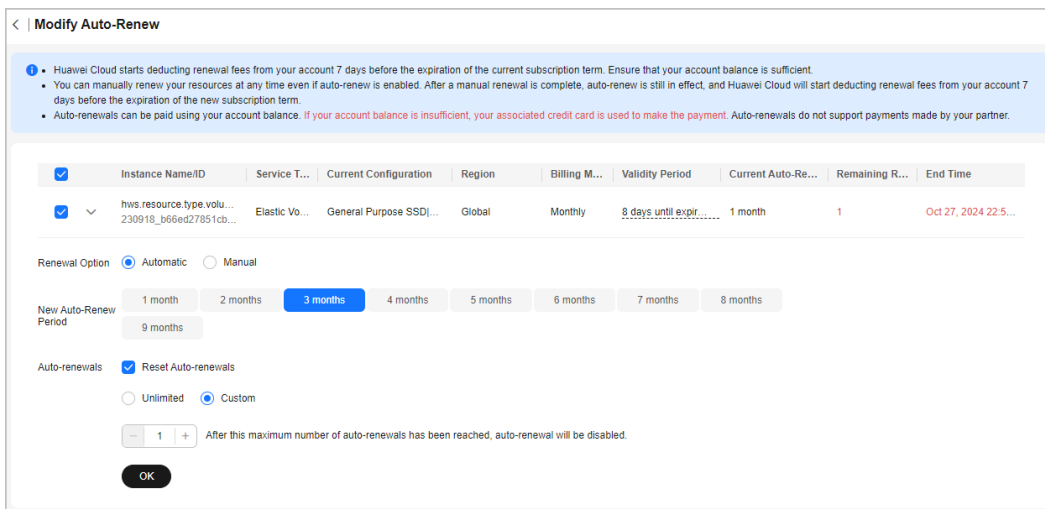 Modify Auto-Renew
Huawei Cloud starts deducting renewal fees from your account 7 days before the expiration of the current subscription term. Ensure that your account balance is sufficient.
You can manually renew your resources at any time even if auto-renew is enabled. After a manual renewal is complete, auto-renew is still in effect, and Huawei Cloud will start deducting renewal fees from your account 7
days before the expiration of the new subscription term.
Auto-renewals can be paid using your account balance. If your account balance is insufficient, your associated credit card is used to make the payment. Auto-renewals do not support payments made by your partner.
Instance Name/ID Service T... Current Configuration Region Billing M... Validity Period Current Auto-Re... Remaining R... End Time
hws.resource.type.volu...
230918_b66ed27851cb... Elastic Vo... General Purpose SSD|... Global Monthly 8 days until expir... 1 month 1 Oct 27, 2024 22:5...
Renewal Option Automatic Manual
New Auto-Renew Period 1 month 2 months 3 months 4 months 5 months 6 months 7 months 8 months
9 months
Auto-renewals Reset Auto-renewals
Unlimited Custom
− 1 + After this maximum number of auto-renewals has been reached, auto-renewal will be disabled.
OK